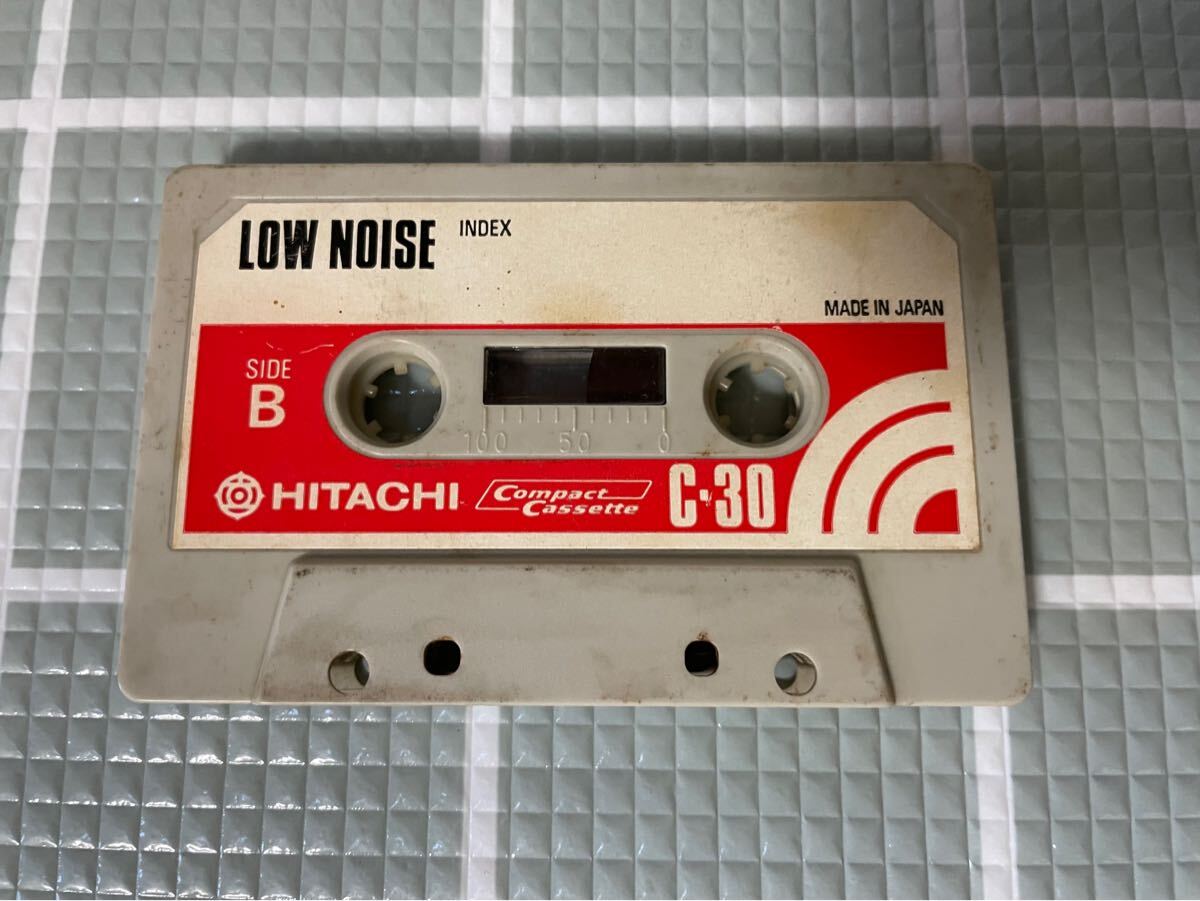 LOW NOISE INDEX
MADE IN JAPAN
SIDE
B
100 50 0
HITACHI Compact Cassette C-30